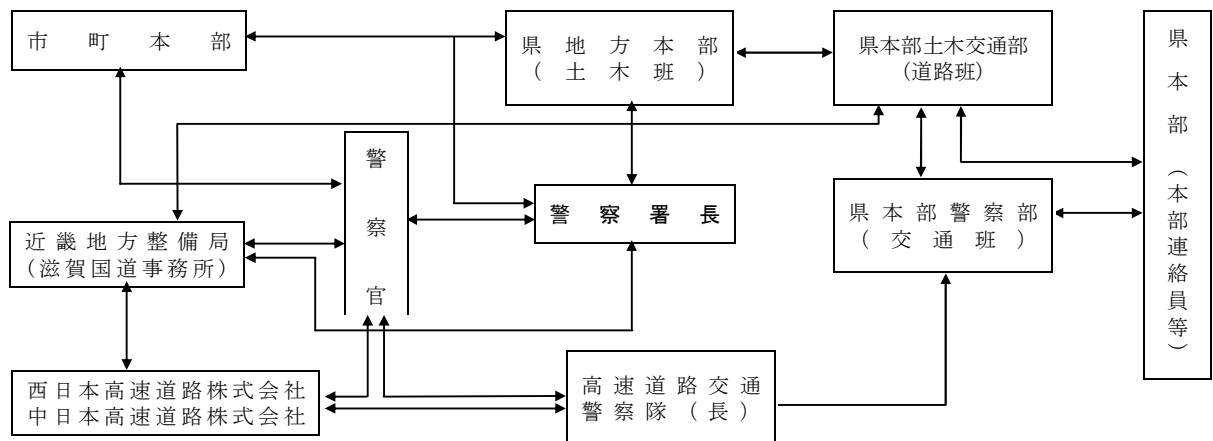 市町本部
県地方本部
(土木班)
県本部土木交通部
(道路班)
県本部(本部連絡員等)
警察官
警察署長
県本部警察部
(交通班)
近畿地方整備局
(滋賀国道事務所)
西日本高速道路株式会社
中日本高速道路株式会社
高速道路交通
警察隊(長)